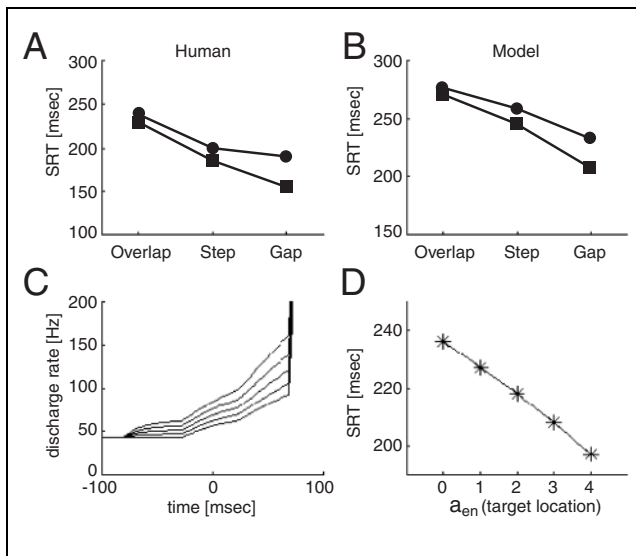 A
Human
300
250
200
150
100
SRT [msec]
Overlap Step Gap
B
Model
300
250
200
150
SRT [msec]
Overlap Step Gap
C
200
150
100
50
0
discharge rate [Hz]
-100 0 100
time [msec]
D
240
220
200
SRT [msec]
0 1 2 3 4
a_en (target location)